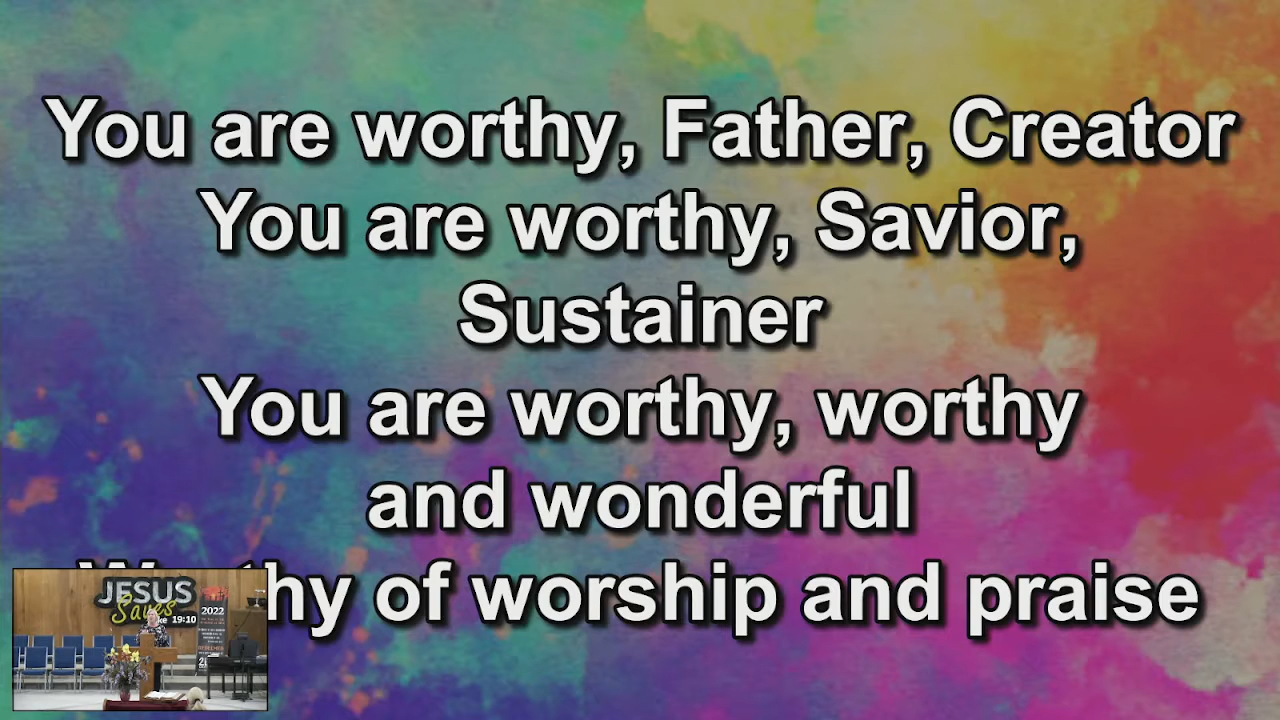 You are worthy, Father, Creator
You are worthy, Savior,
Sustainer
You are worthy, worthy
and wonderful
hy of worship and praise
JESUS
Saves
19:10
2022